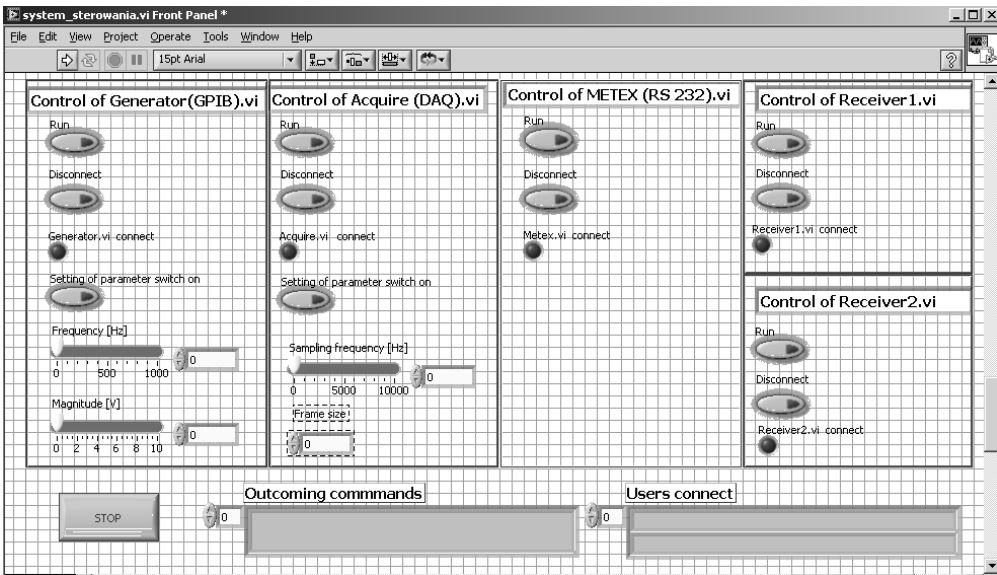 system_sterowania.vi Front Panel *
File Edit View Project Operate Tools Window Help
15pt Arial
?
Control of Generator(GPIB).vi
Run
Disconnect
Generator.vi connect
Setting of parameter switch on
Frequency [Hz]
0
0 500 1000
Magnitude [V]
0
0 2 4 6 8 10
Control of Acquire (DAQ).vi
Run
Disconnect
Acquire.vi connect
Setting of parameter switch on
Sampling frequency [Hz]
0
0 5000 10000
Frame size
0
Control of METEX (RS 232).vi
Run
Disconnect
Metex.vi connect
Control of Receiver1.vi
Run
Disconnect
Receiver1.vi connect
Control of Receiver2.vi
Run
Disconnect
Receiver2.vi connect
STOP
Outcoming commmands
0
Users connect
0